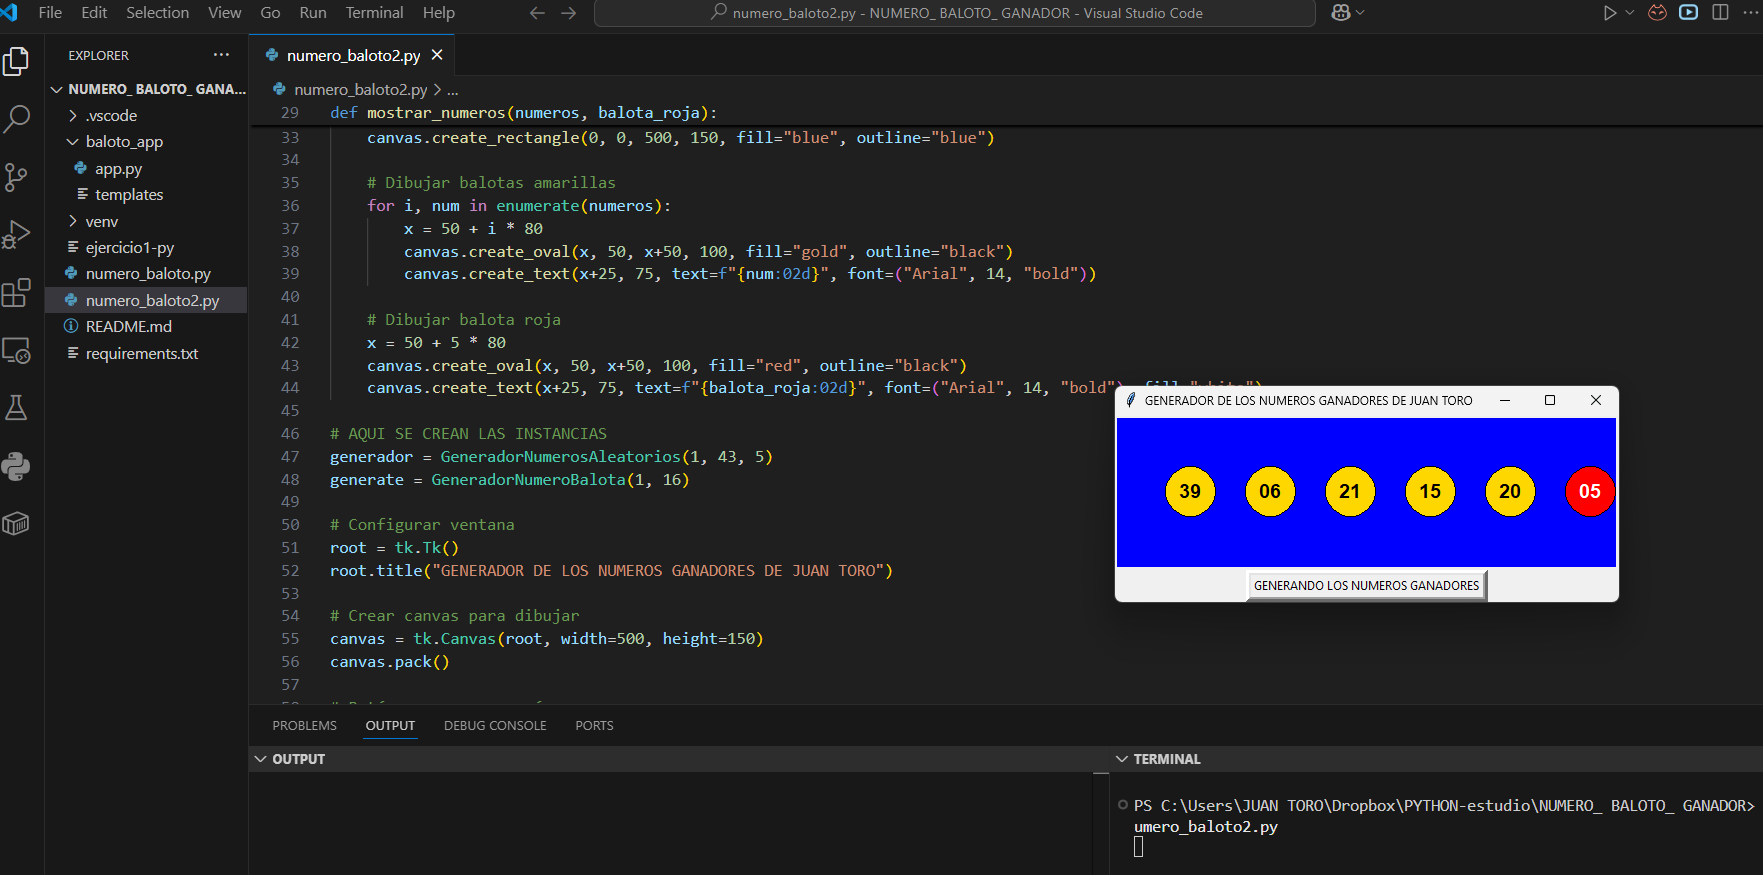 File Edit Selection View Go Run Terminal Help
numero_baloto2.py - NUMERO_ BALOTO_ GANADOR - Visual Studio Code
EXPLORER
NUMERO_ BALOTO_ GANA...
.vscode
baloto_app
app.py
templates
venv
ejercicio1-py
numero_baloto.py
numero_baloto2.py
README.md
requirements.txt
numero_baloto2.py
numero_baloto2.py > ...
29 def mostrar_numeros(numeros, balota_roja):
33 canvas.create_rectangle(0, 0, 500, 150, fill="blue", outline="blue")
34
35 # Dibujar balotas amarillas
36 for i, num in enumerate(numeros):
37 x = 50 + i * 80
38 canvas.create_oval(x, 50, x+50, 100, fill="gold", outline="black")
39 canvas.create_text(x+25, 75, text=f"{num:02d}", font=("Arial", 14, "bold"))
40
41 # Dibujar balota roja
42 x = 50 + 5 * 80
43 canvas.create_oval(x, 50, x+50, 100, fill="red", outline="black")
44 canvas.create_text(x+25, 75, text=f"{balota_roja:02d}", font=("Arial", 14, "bold")
45
46 # AQUI SE CREAN LAS INSTANCIAS
47 generador = GeneradorNumerosAleatorios(1, 43, 5)
48 generate = GeneradorNumeroBalota(1, 16)
49
50 # Configurar ventana
51 root = tk.Tk()
52 root.title("GENERADOR DE LOS NUMEROS GANADORES DE JUAN TORO")
53
54 # Crear canvas para dibujar
55 canvas = tk.Canvas(root, width=500, height=150)
56 canvas.pack()
57
GENERADOR DE LOS NUMEROS GANADORES DE JUAN TORO
39 06 21 15 20 05
GENERANDO LOS NUMEROS GANADORES
PROBLEMS OUTPUT DEBUG CONSOLE PORTS
OUTPUT
TERMINAL
PS C:\Users\JUAN TORO\Dropbox\PYTHON-estudio\NUMERO_ BALOTO_ GANADOR>
umero_baloto2.py